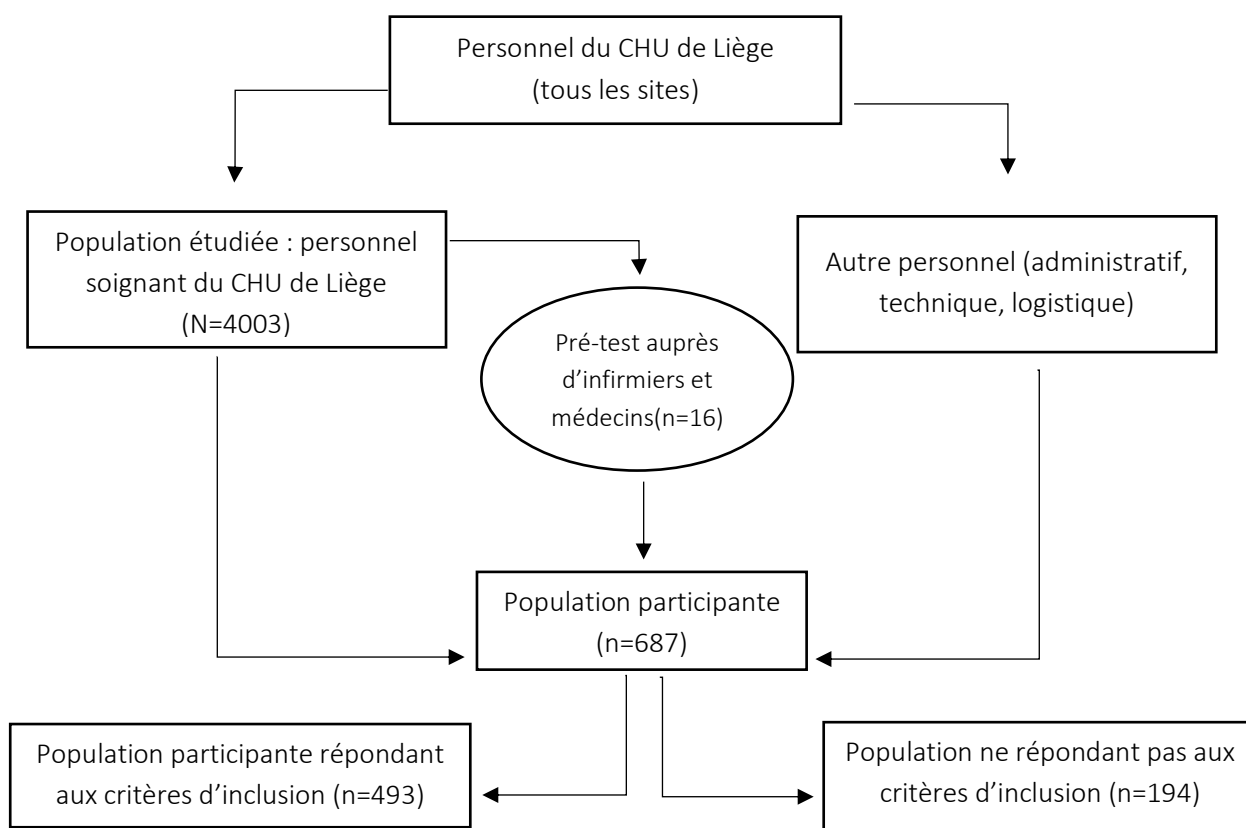 Personnel du CHU de Liège
(tous les sites)
Population étudiée : personnel
soignant du CHU de Liège
(N=4003)
Autre personnel (administratif,
technique, logistique)
Pré-test auprès
d’infirmiers et
médecins(n=16)
Population participante
(n=687)
Population participante répondant
aux critères d’inclusion (n=493)
Population ne répondant pas aux
critères d’inclusion (n=194)